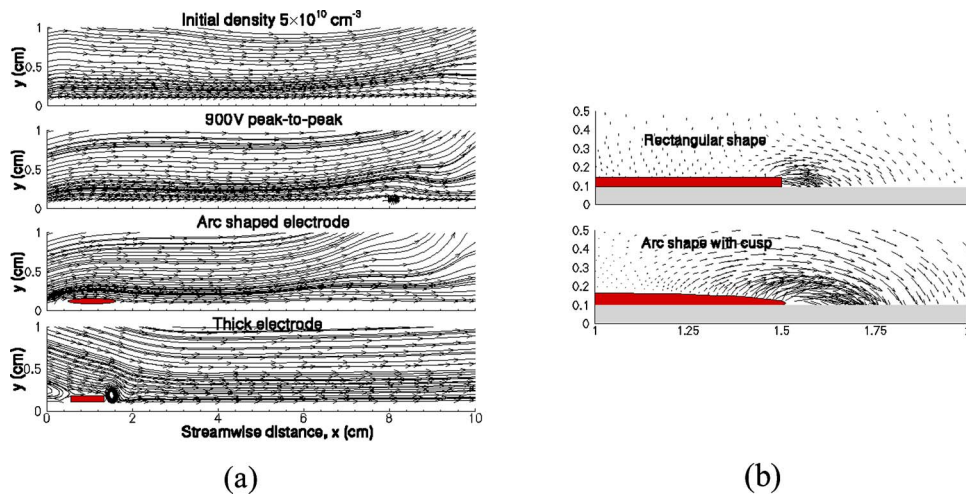 Initial density 5×10¹⁰ cm⁻³
y (cm)
1
0.5
0
900V peak-to-peak
y (cm)
1
0.5
0
Arc shaped electrode
y (cm)
1
0.5
0
Thick electrode
y (cm)
1
0.5
0
0 2 4 6 8 10
Streamwise distance, x (cm)
(a)
0.5
0.4
0.3
0.2
0.1
0
Rectangular shape
0.5
0.4
0.3
0.2
0.1
0
Arc shape with cusp
1 1.25 1.5 1.75
(b)